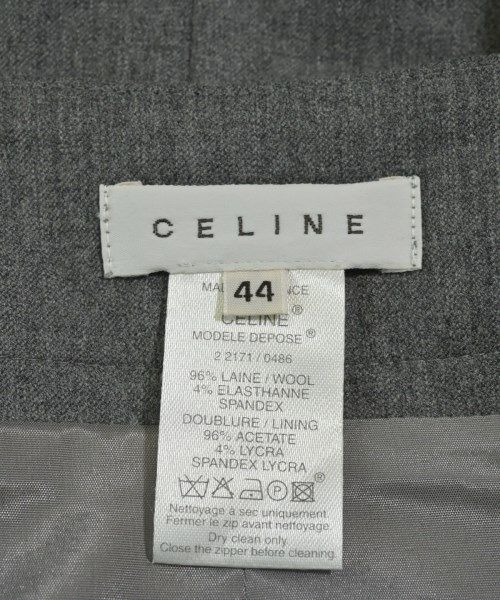 CELINE
44
CELINE®
MODELE DEPOSE®
2 2171 / 0486
96% LAINE / WOOL
4% ELASTHANNE
SPANDEX
DOUBLURE / LINING
96% ACETATE
4% LYCRA
SPANDEX LYCRA
Nettoyage à sec uniquement.
Fermer le zip avant nettoyage.
Dry clean only
Close the zipper before cleaning.